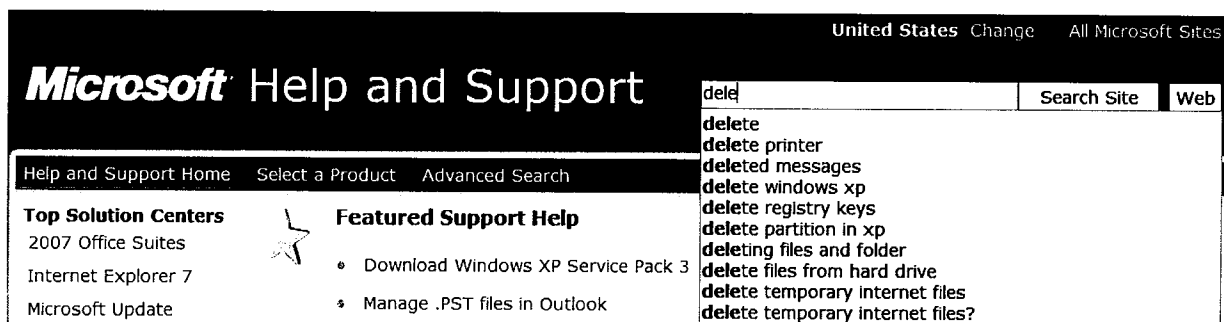 United States Change All Microsoft Sites
Microsoft Help and Support
dele Search Site Web
delete
delete printer
deleted messages
delete windows xp
delete registry keys
delete partition in xp
deleting files and folder
delete files from hard drive
delete temporary internet files
delete temporary internet files?
Help and Support Home Select a Product Advanced Search
Top Solution Centers
2007 Office Suites
Internet Explorer 7
Microsoft Update
Featured Support Help
Download Windows XP Service Pack 3
Manage .PST files in Outlook